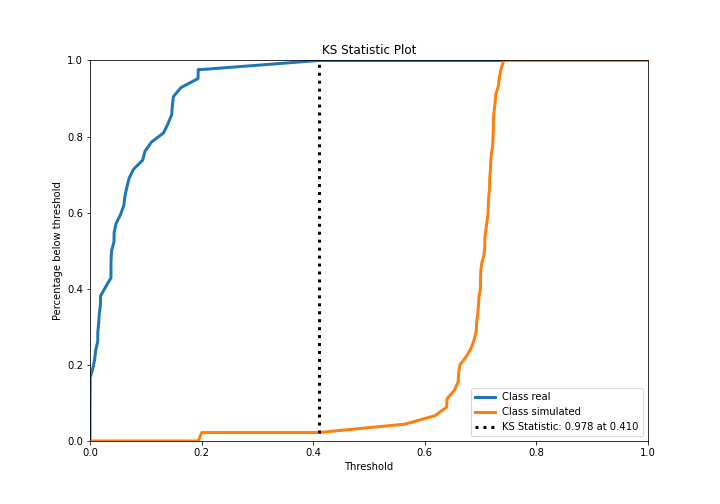 KS Statistic Plot
1.0
0.8
0.6
0.4
0.2
0.0
Percentage below threshold
0.0 0.2 0.4 0.6 0.8 1.0
Threshold
Class real
Class simulated
KS Statistic: 0.978 at 0.410